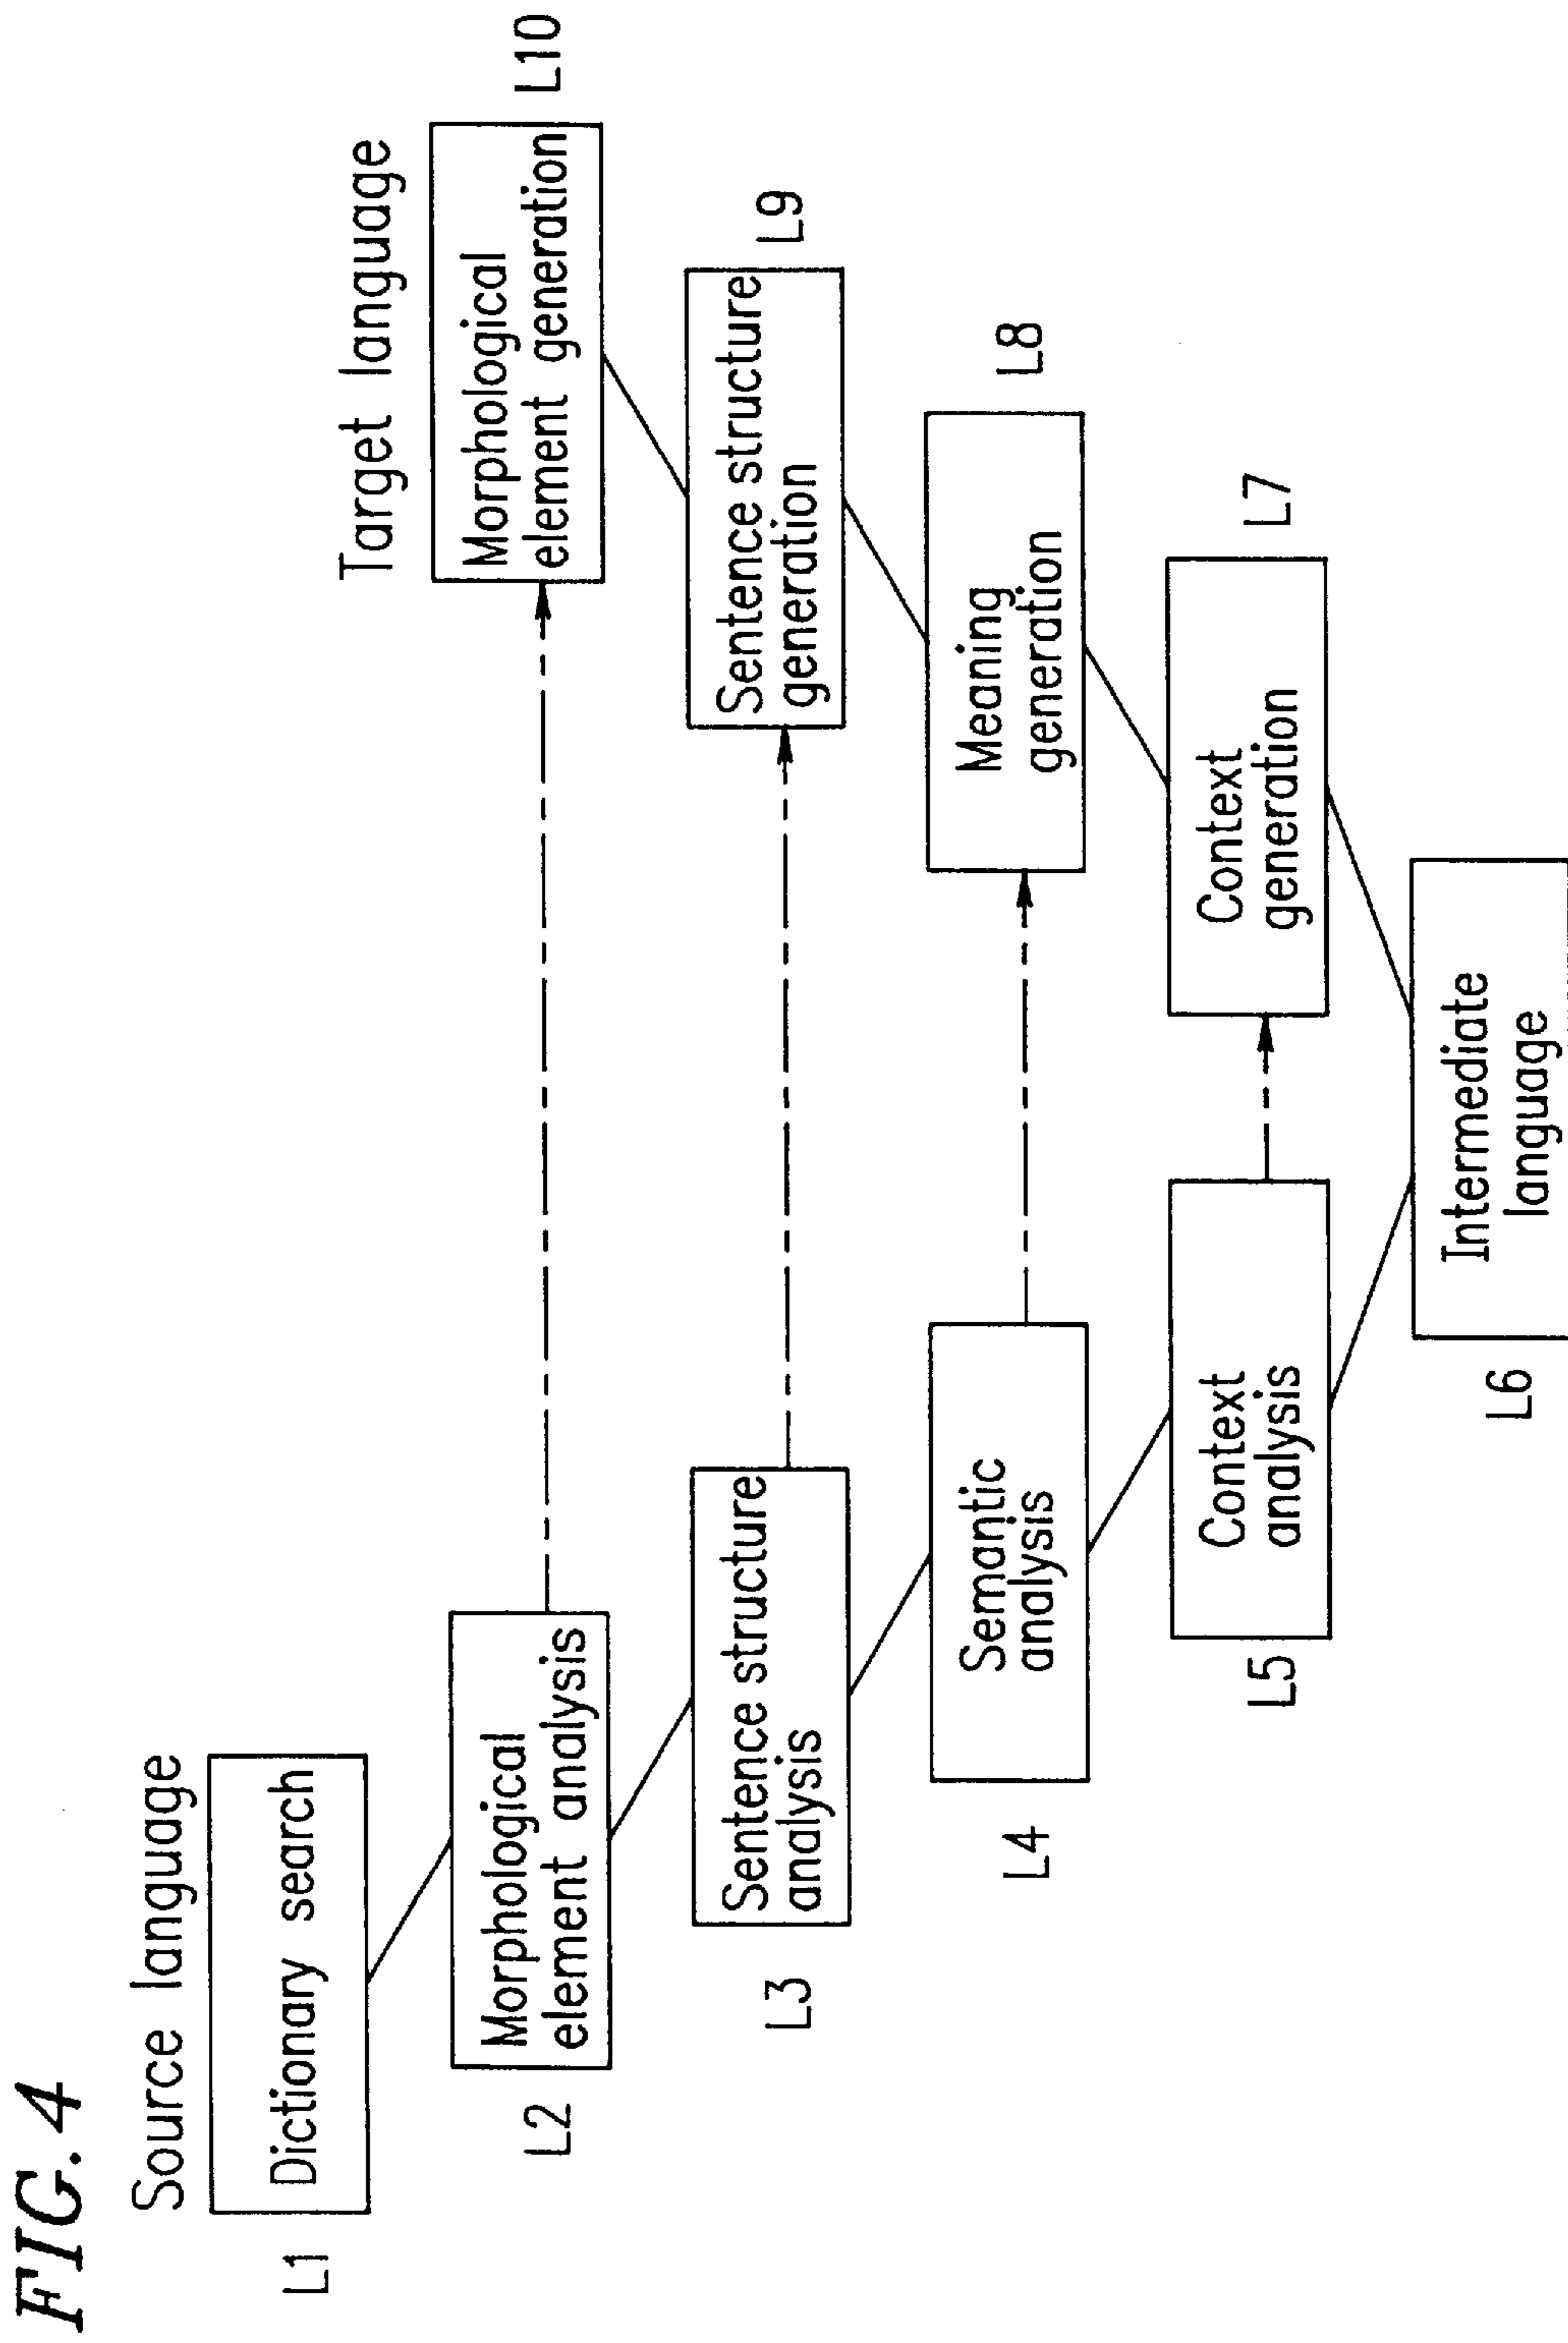 FIG. 4
Source language
Target language
L1
Dictionary search
L2
Morphological
element analysis
Morphological
element generation
L10
L3
Sentence structure
analysis
Sentence structure
generation
L9
L4
Semantic
analysis
Meaning
generation
L8
L5
Context
analysis
Context
generation
L7
L6
Intermediate
language